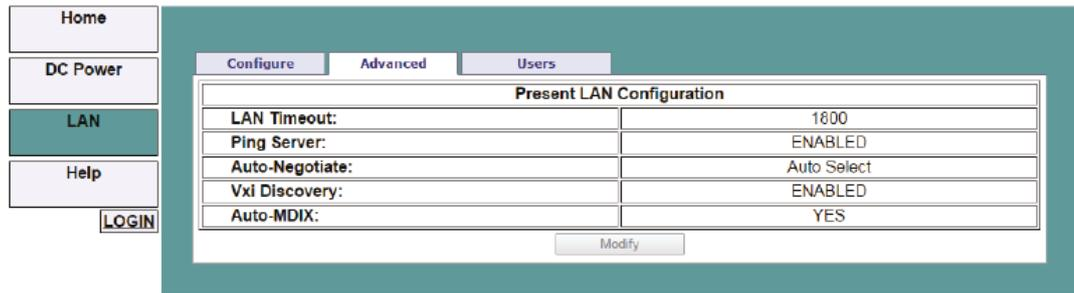 Home
DC Power
LAN
Help
LOGIN
Configure Advanced Users
Present LAN Configuration
LAN Timeout: 1800
Ping Server: ENABLED
Auto-Negotiate: Auto Select
Vxi Discovery: ENABLED
Auto-MDIX: YES
Modify